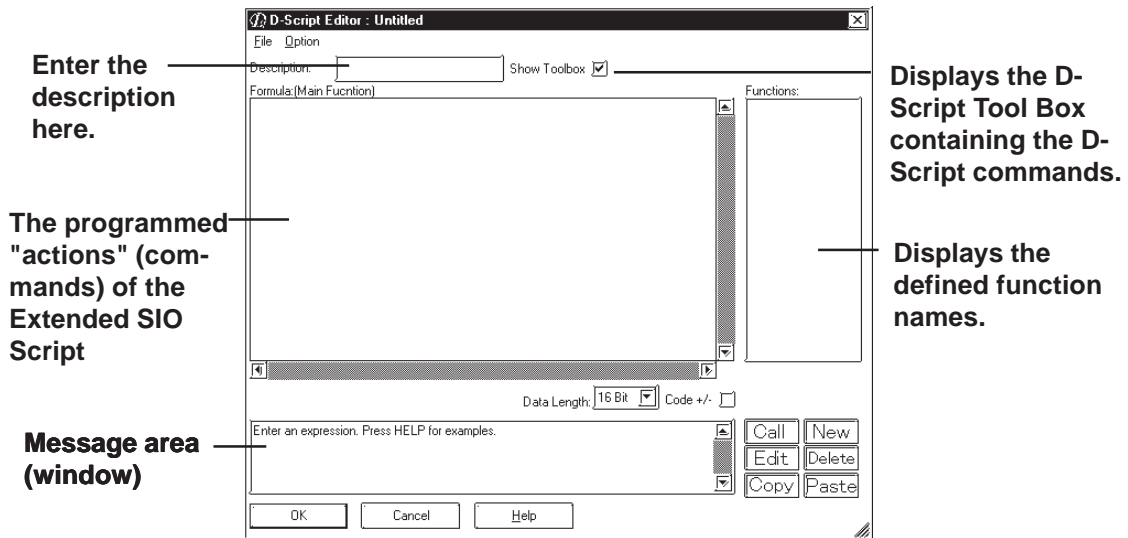 D-Script Editor : Untitled
File Option
Enter the
description
here.
Description:
Show Toolbox
Displays the D-
Script Tool Box
containing the D-
Script commands.
Formula:(Main Fucntion)
Functions:
The programmed
"actions" (com-
mands) of the
Extended SIO
Script
Displays the
defined function
names.
Data Length: 16 Bit Code +/-
Message area
(window)
Enter an expression. Press HELP for examples.
Call New
Edit Delete
Copy Paste
OK Cancel Help